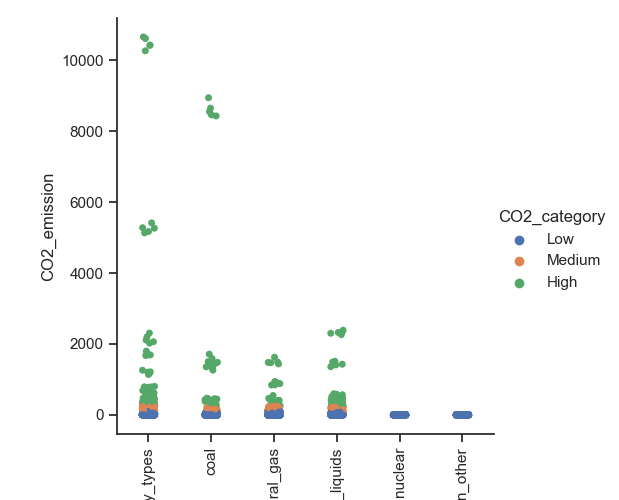 10000
8000
6000
4000
2000
0
CO2_emission
y_types
coal
ral_gas
_liquids
nuclear
n_other
CO2_category
Low
Medium
High